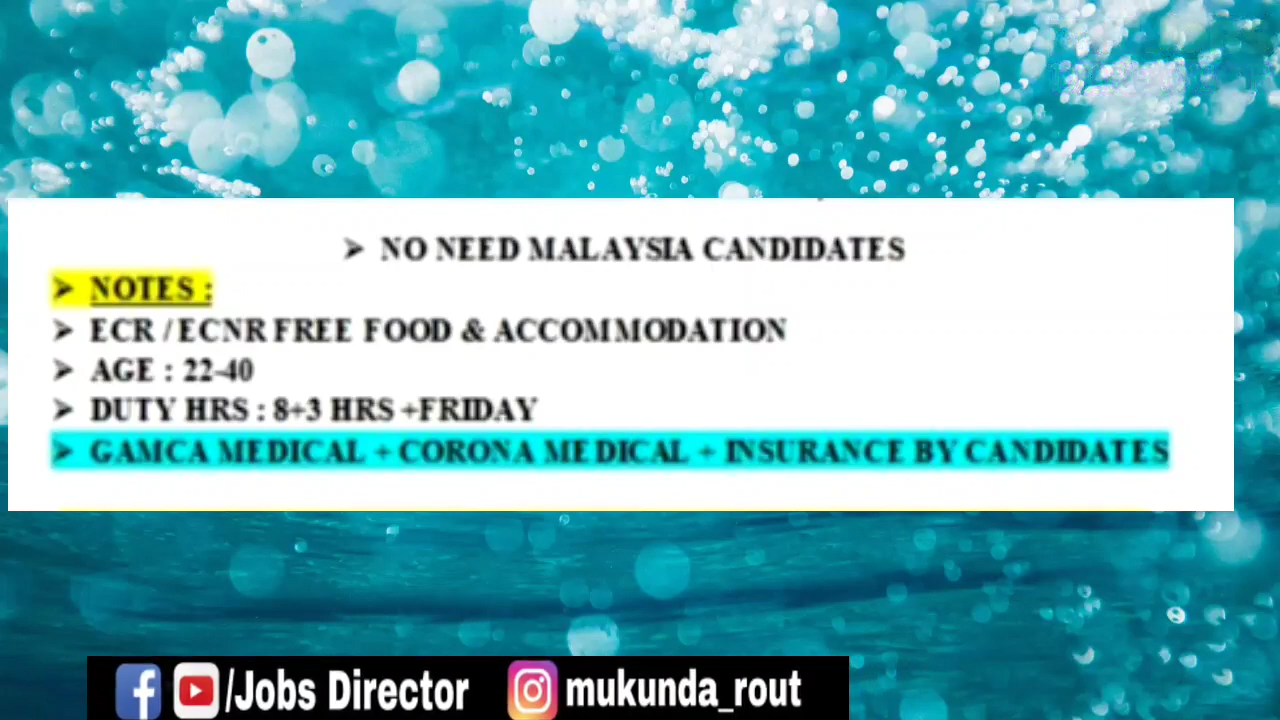 ➢ NO NEED MALAYSIA CANDIDATES
➢ NOTES :
➢ ECR / ECNR FREE FOOD & ACCOMMODATION
➢ AGE : 22-40
➢ DUTY HRS : 8+3 HRS +FRIDAY
➢ GAMCA MEDICAL + CORONA MEDICAL + INSURANCE BY CANDIDATES
/Jobs Director mukunda_rout